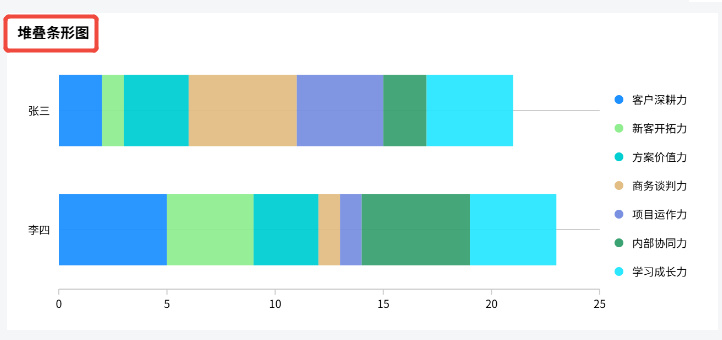 堆叠条形图
张三
李四
客户深耕力
新客开拓力
方案价值力
商务谈判力
项目运作力
内部协同力
学习成长力
0 5 10 15 20 25